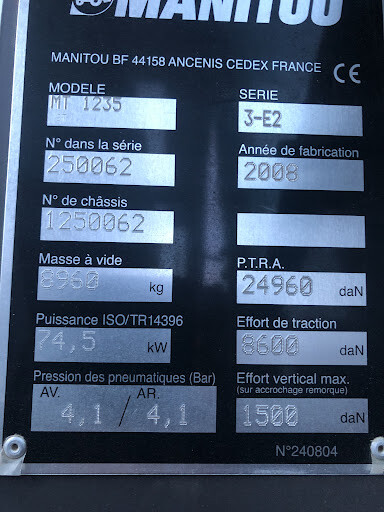 MANITOU
MANITOU BF 44158 ANCENIS CEDEX FRANCE CE
MODELE
MT 1235
SERIE
3-E2
N° dans la série
250062
Année de fabrication
2008
N° de châssis
1250062
Masse à vide
8960 kg
P.T.R.A.
24960 daN
Puissance ISO/TR14396
74,5 kW
Effort de traction
8600 daN
Pression des pneumatiques (Bar)
AV. AR.
4,1 / 4,1
Effort vertical max.
(sur accrochage remorque)
1500 daN
N°240804